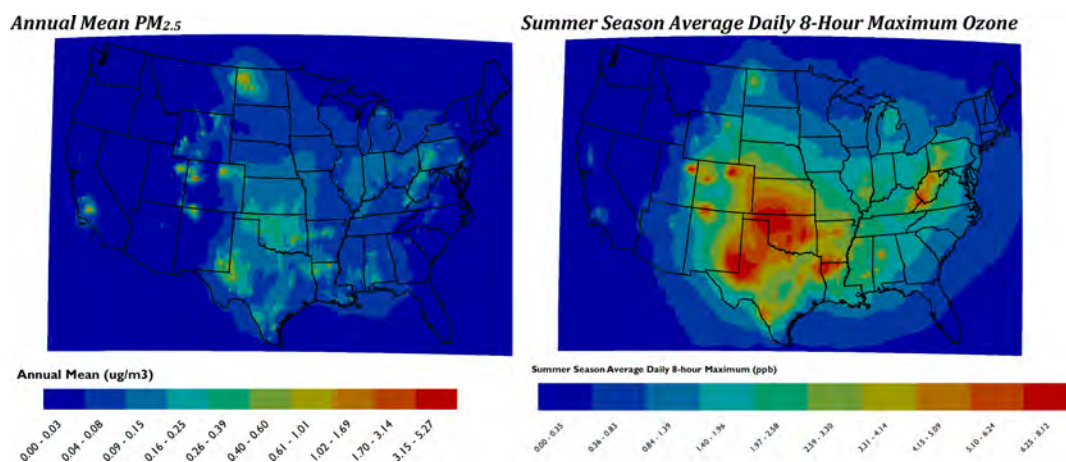 Annual Mean PM2.5
Summer Season Average Daily 8-Hour Maximum Ozone
Annual Mean (ug/m3)
0.00 - 0.03
0.04 - 0.08
0.09 - 0.15
0.16 - 0.25
0.26 - 0.39
0.40 - 0.60
0.61 - 1.01
1.02 - 1.69
1.70 - 3.14
3.15 - 5.27
Summer Season Average Daily 8-hour Maximum (ppb)
0.00 - 0.35
0.36 - 0.83
0.84 - 1.39
1.40 - 1.96
1.97 - 2.58
2.59 - 3.30
3.31 - 4.14
4.15 - 5.09
5.10 - 6.24
6.25 - 8.12